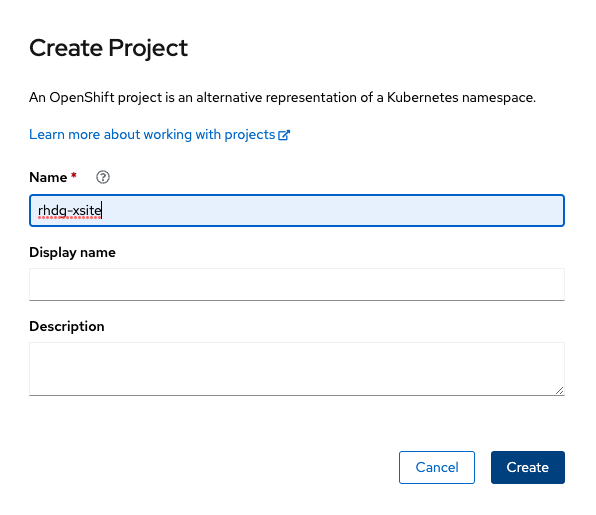 Create Project
An OpenShift project is an alternative representation of a Kubernetes namespace.
Learn more about working with projects
Name *
rhdg-xsite
Display name
Description
Cancel
Create